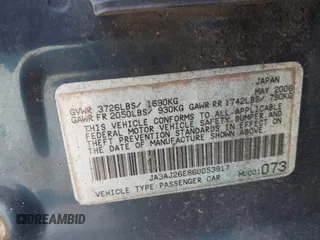 JAPAN
GVWR 3726LBS/ 1690KG MAY 2006
GAWR FR 2050LBS/ 930KG GAWR RR 1742LBS/ 790KG
THIS VEHICLE CONFORMS TO ALL APPLICABLE
FEDERAL MOTOR VEHICLE SAFETY, BUMPER, AND
THEFT PREVENTION STANDARDS IN EFFECT ON
THE DATE OF MANUFACTURE SHOWN ABOVE.
073
VEHICLE TYPE: PASSENGER CAR